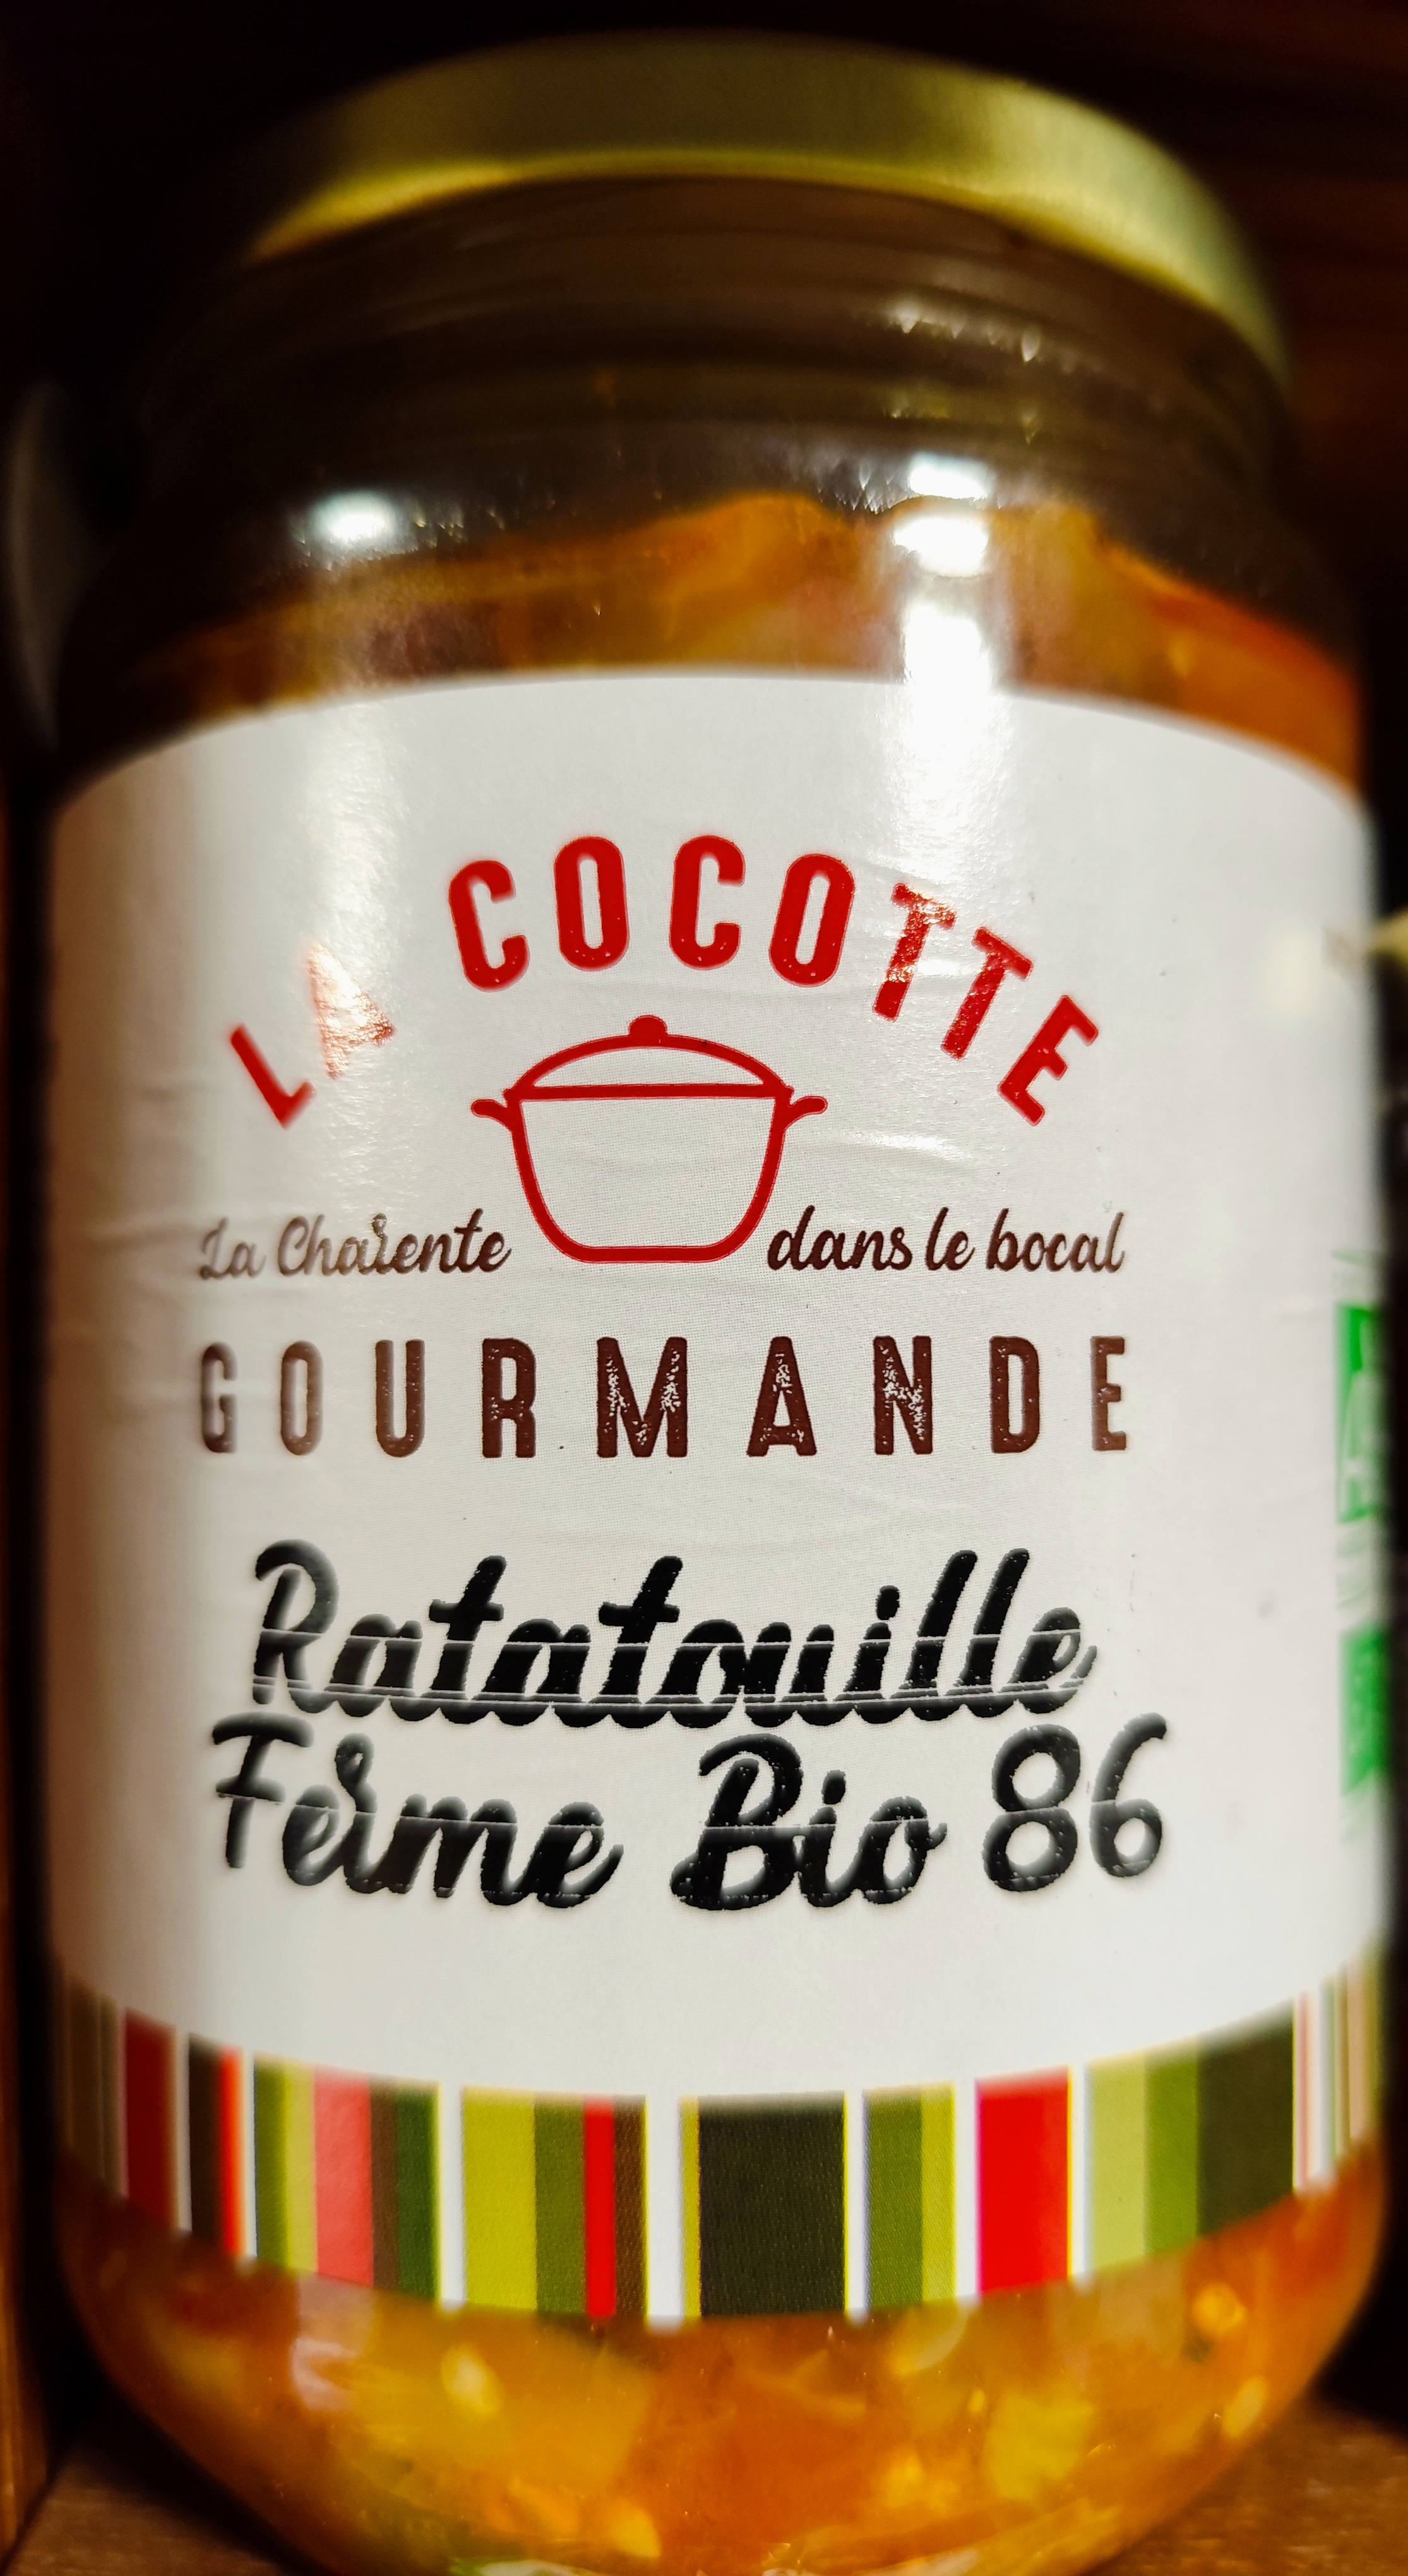 LA COCOTTE
La Charente dans le bocal
GOURMANDE
Ratatouille
Ferme Bio 86